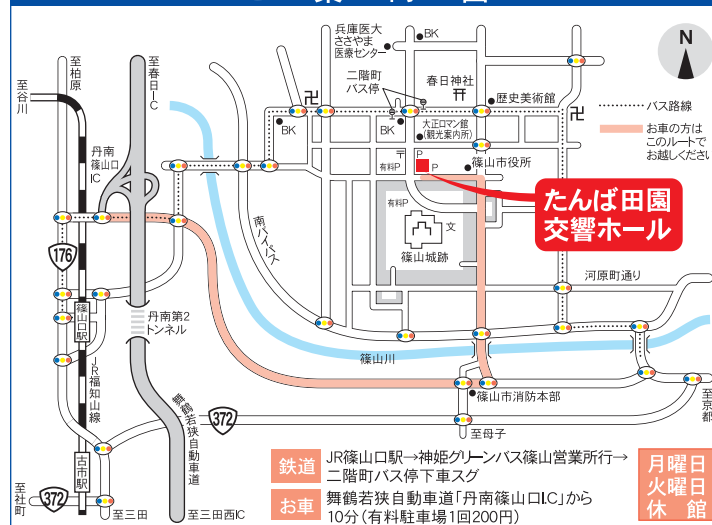 兵庫医大
ささやま
医療センター
BK
至柏原
至谷川
至春日IC
二階町
バス停
春日神社
歴史美術館
N
バス路線
お車の方は
このルートで
お越しください
BK
BK
大正ロマン館
(観光案内所)
丹南
篠山口
IC
〒
有料P
P
P
篠山市役所
たんば田園
交響ホール
有料P
文
篠山城跡
南バイパス
176
篠山口駅
丹南第2
トンネル
河原町通り
篠山川
JR福知山線
舞鶴若狭自動車道
372
篠山市消防本部
至母子
至京都
古市駅
至社町
372
至三田
至三田西IC
鉄道
JR篠山口駅→神姫グリーンバス篠山営業所行→
二階町バス停下車スグ
お車
舞鶴若狭自動車道「丹南篠山口I.C」から
10分(有料駐車場1回200円)
月曜日
火曜日
休館